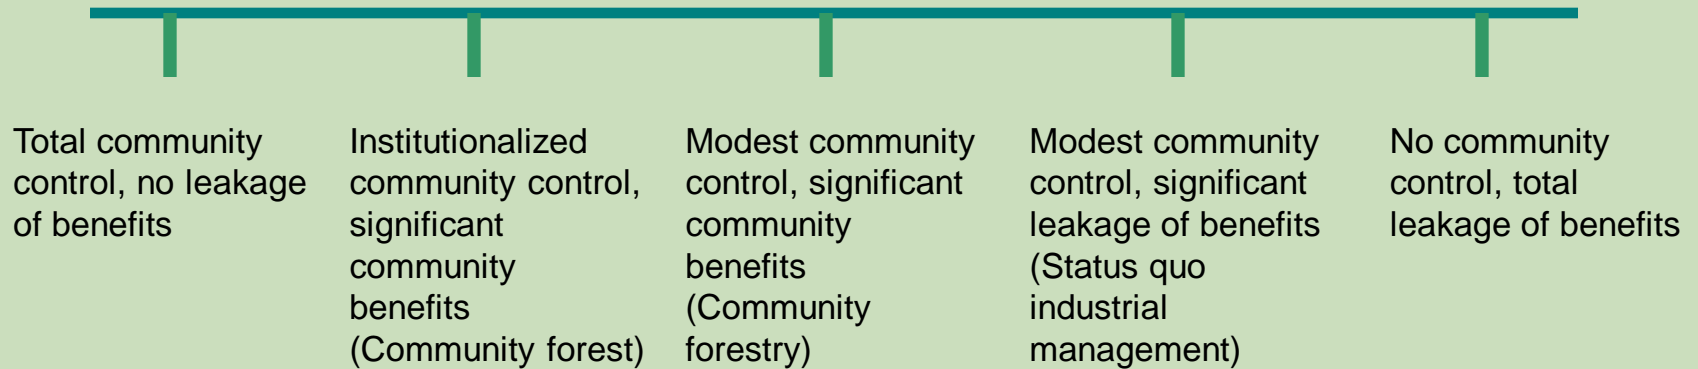 Total community
control, no leakage
of benefits
Institutionalized
community control,
significant
community
benefits
(Community forest)
Modest community
control, significant
community
benefits
(Community
forestry)
Modest community
control, significant
leakage of benefits
(Status quo
industrial
management)
No community
control, total
leakage of benefits